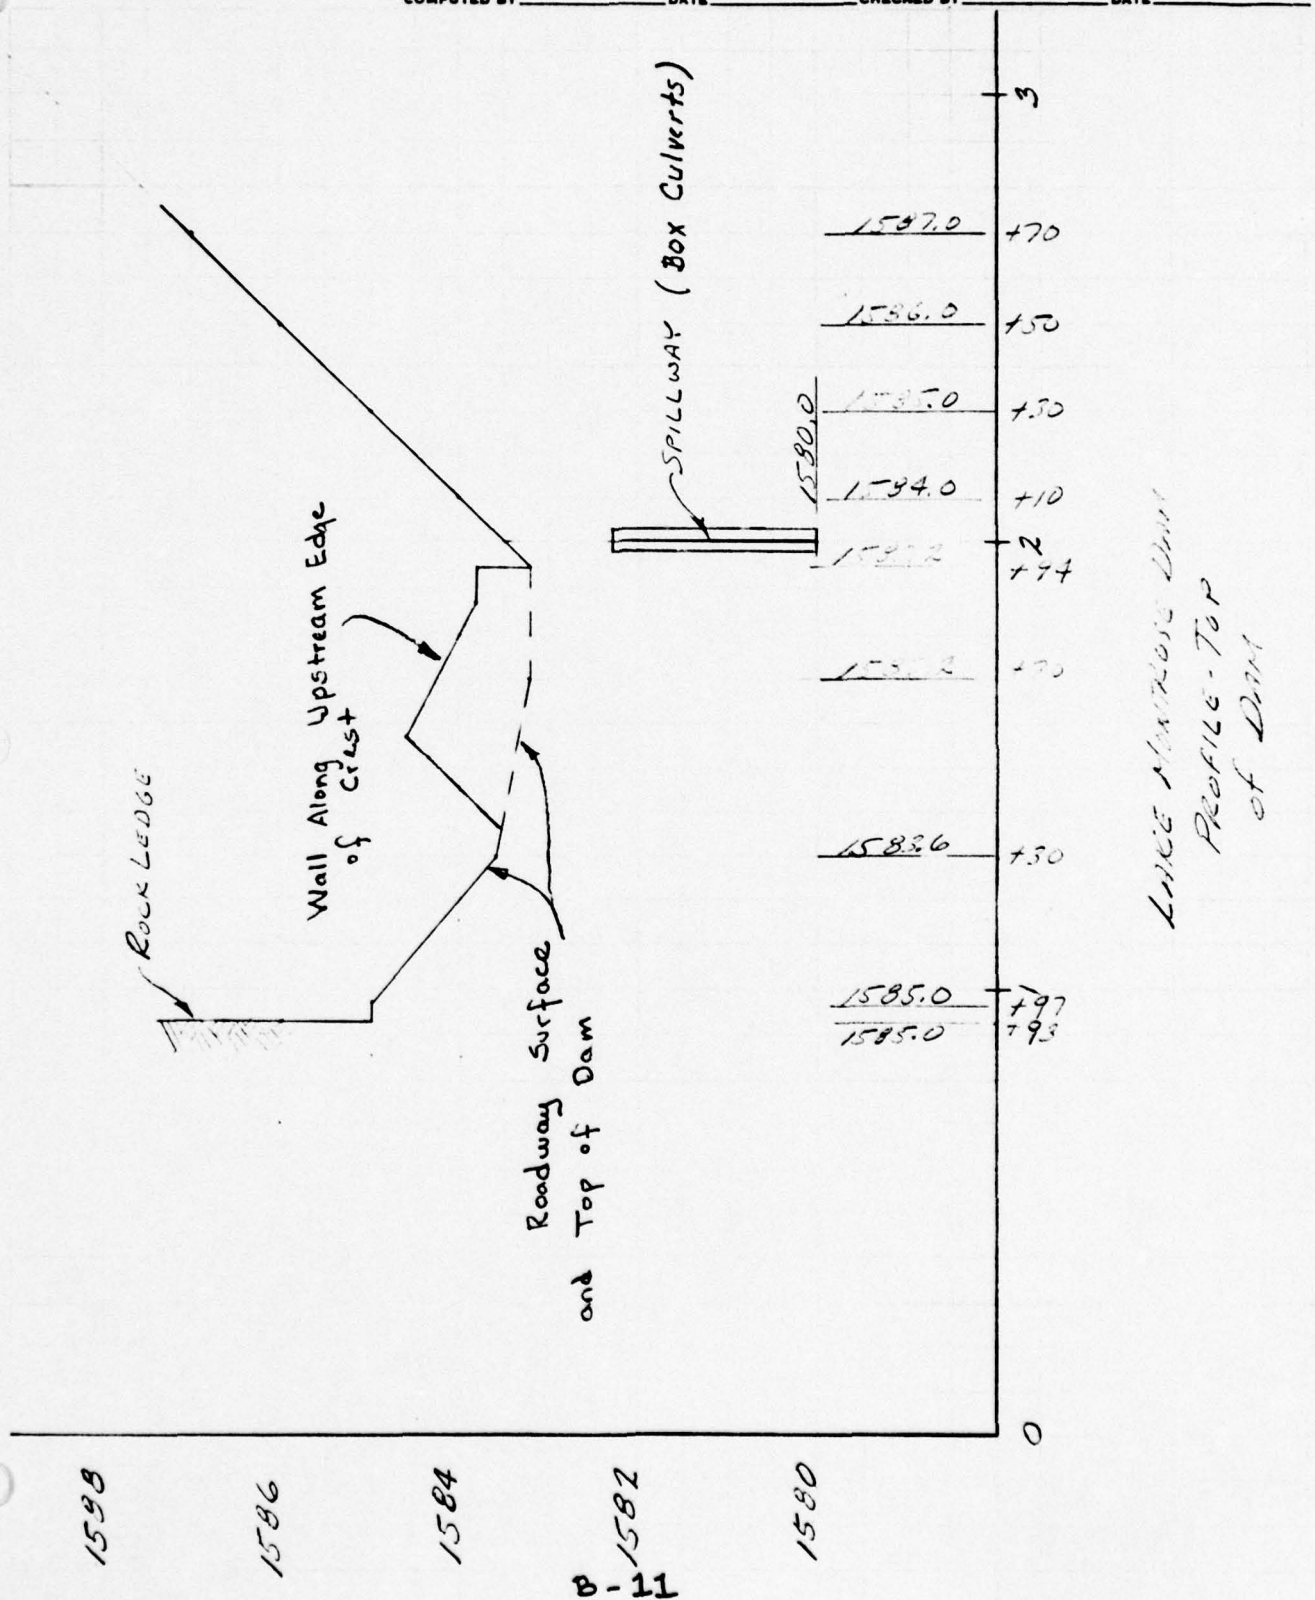 COMPUTED BY DATE CHECKED BY DATE
3
SPILLWAY (Box Culverts)
1587.0 +70
1586.0 +50
1585.0 +30
1580.0
1584.0 +10
2
+94
Wall Along Upstream Edge
of Crest
ROCK LEDGE
1583.6 +30
Roadway Surface
and Top of Dam
1585.0 +97
1585.0 +93
0
1588
1586
1584
1582
1580
LAKE MONTROSE DAM
PROFILE - TOP
of DAM
B-11